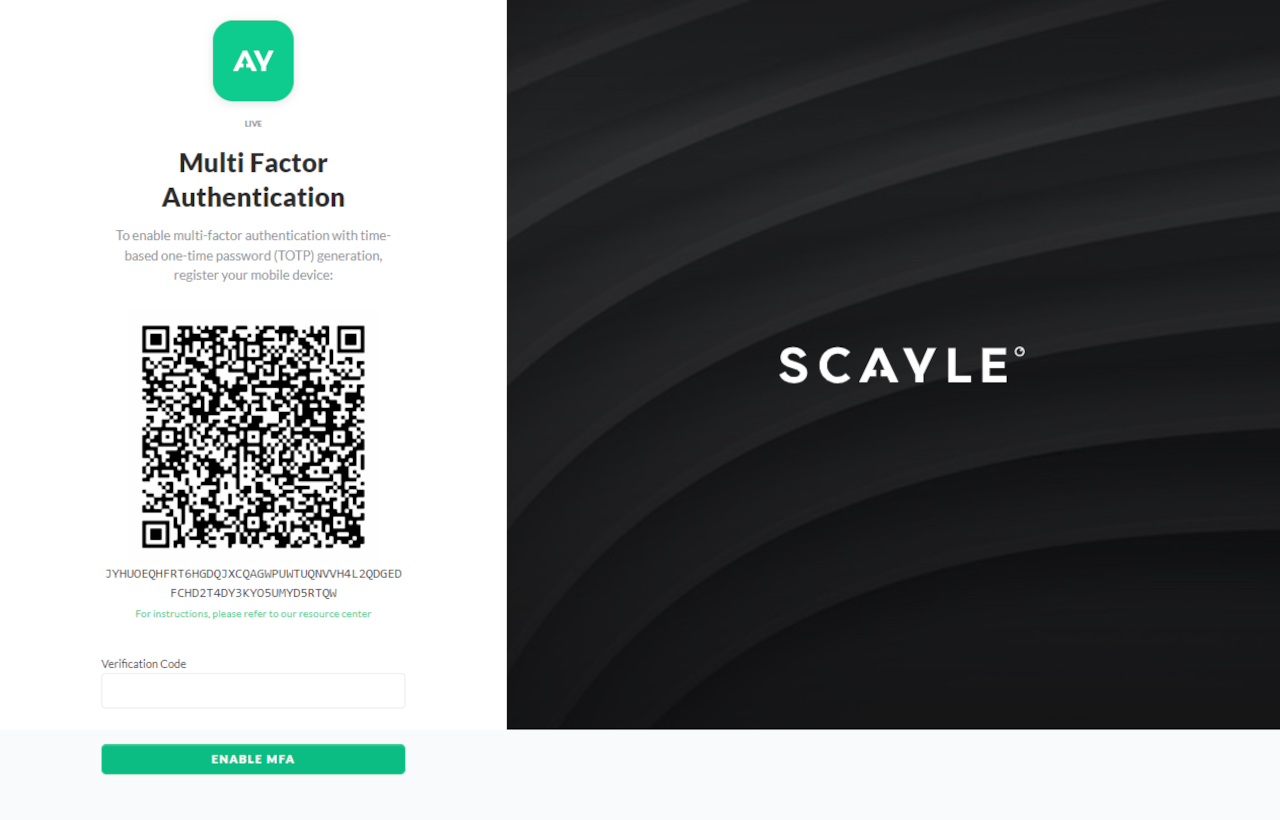 AY
LIVE
Multi Factor
Authentication
To enable multi-factor authentication with time-
based one-time password (TOTP) generation,
register your mobile device:
JYHUOEQHFRT6HGDQJXCQAGWPUWTUQNVVH4L2QDGED
FCHD2T4DY3KYO5UMYD5RTQW
For instructions, please refer to our resource center
Verification Code
ENABLE MFA
SCAYLE